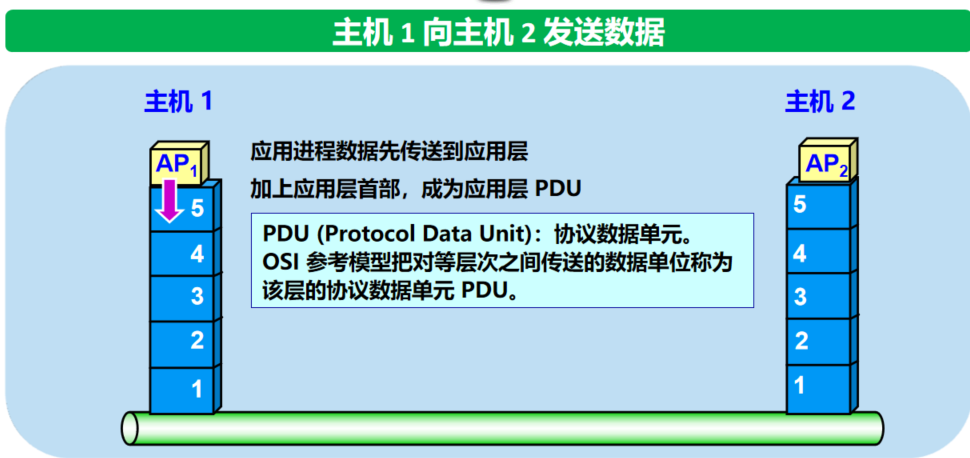 主机 1 向主机 2 发送数据
主机 1
主机 2
AP1
AP2
应用进程数据先传送到应用层
加上应用层首部，成为应用层 PDU
PDU (Protocol Data Unit)：协议数据单元。
OSI 参考模型把对等层次之间传送的数据单位称为
该层的协议数据单元 PDU。
5
4
3
2
1
5
4
3
2
1